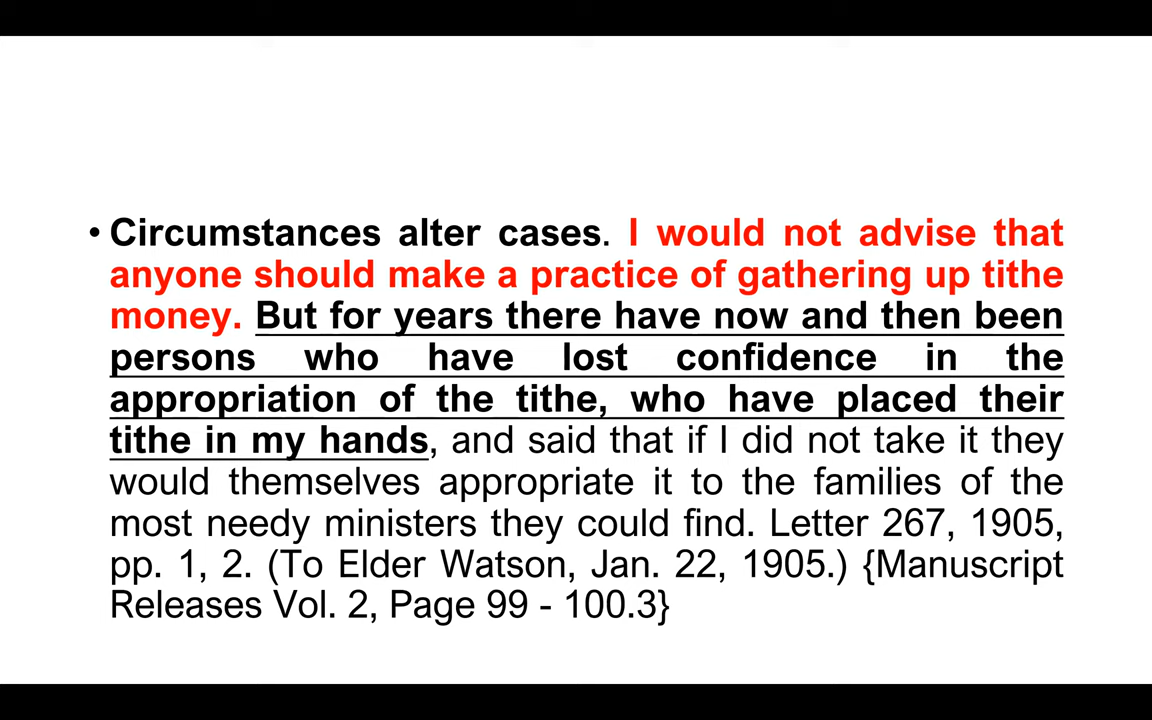 • Circumstances alter cases. I would not advise that
anyone should make a practice of gathering up tithe
money. But for years there have now and then been
persons who have lost confidence in the
appropriation of the tithe, who have placed their
tithe in my hands, and said that if I did not take it they
would themselves appropriate it to the families of the
most needy ministers they could find. Letter 267, 1905,
pp. 1, 2. (To Elder Watson, Jan. 22, 1905.) {Manuscript
Releases Vol. 2, Page 99 - 100.3}